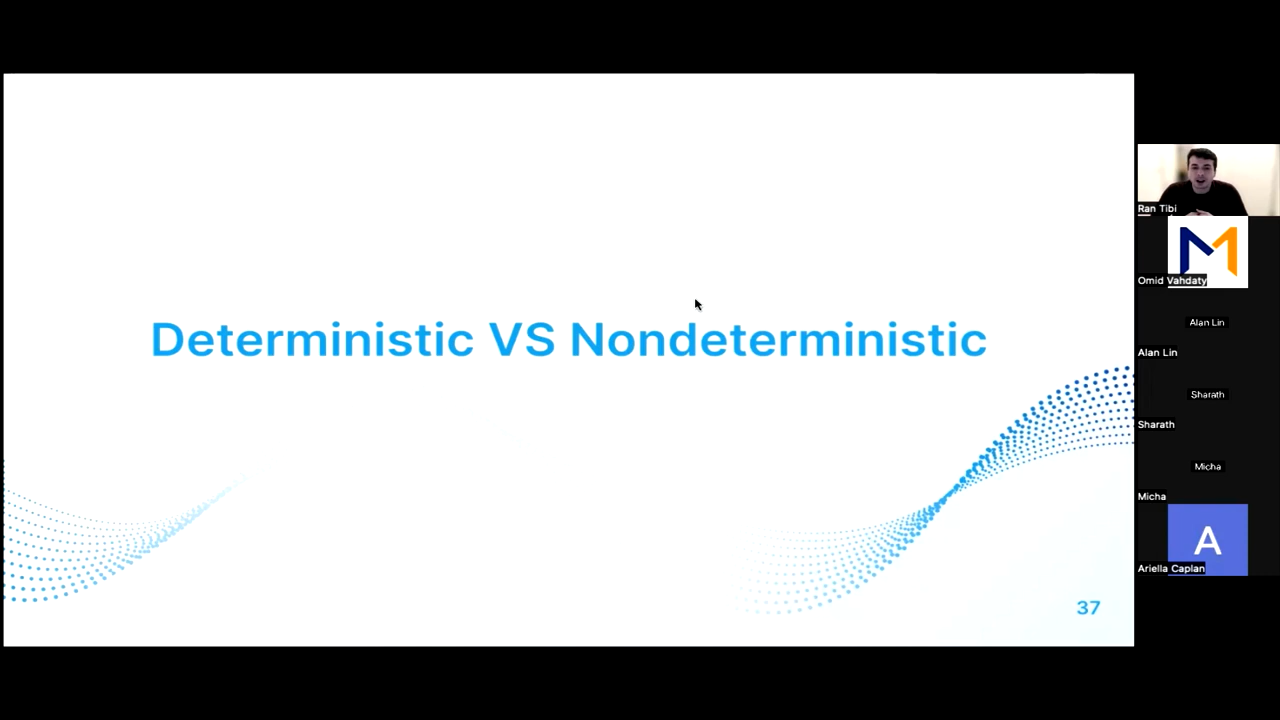 Deterministic VS Nondeterministic
37
Ran Tibi
M
Omid Vahdaty
Alan Lin
Alan Lin
Sharath
Sharath
Micha
Micha
A
Ariella Caplan